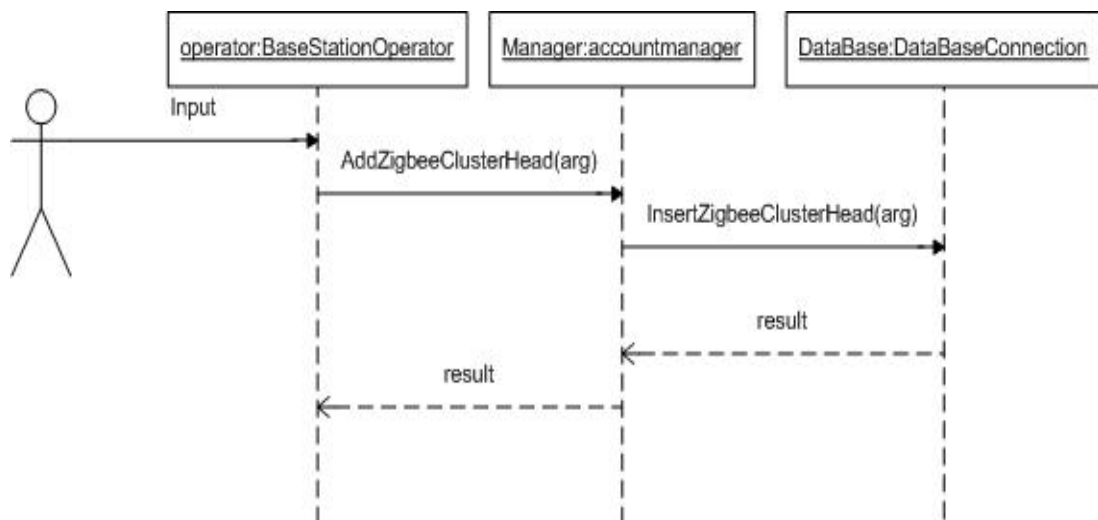 operator:BaseStationOperator
Manager:accountmanager
DataBase:DataBaseConnection
Input
AddZigbeeClusterHead(arg)
InsertZigbeeClusterHead(arg)
result
result